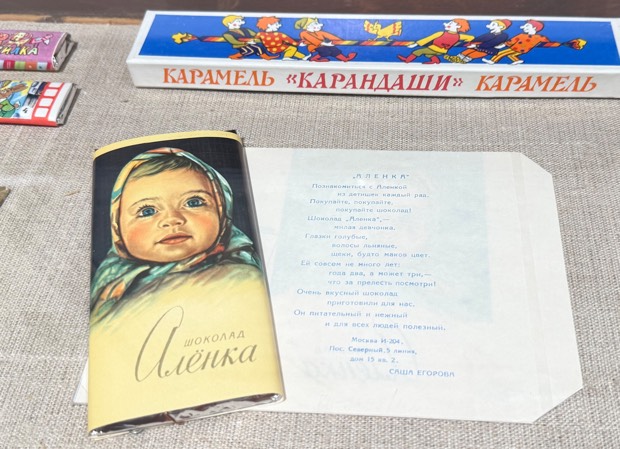 КАРАМЕЛЬ «КАРАНДАШИ» КАРАМЕЛЬ
ШОКОЛАД
Алёнка
„АЛЕНКА"
Познакомиться с Аленкой
из детишек каждый рад.
Покупайте, покупайте,
покупайте шоколад!
Шоколад „Аленка",—
милая девчонка.
Глазки голубые,
волосы льняные,
щеки, будто маков цвет.
Ей совсем не много лет:
года два, а может три,—
что за прелесть посмотри!
Очень вкусный шоколад
приготовили для нас.
Он питательный и нежный
и для всех людей полезный.
Москва И-204,
Пос. Северный, 5 линия,
дом 15 кв. 2.
САША ЕГОРОВА